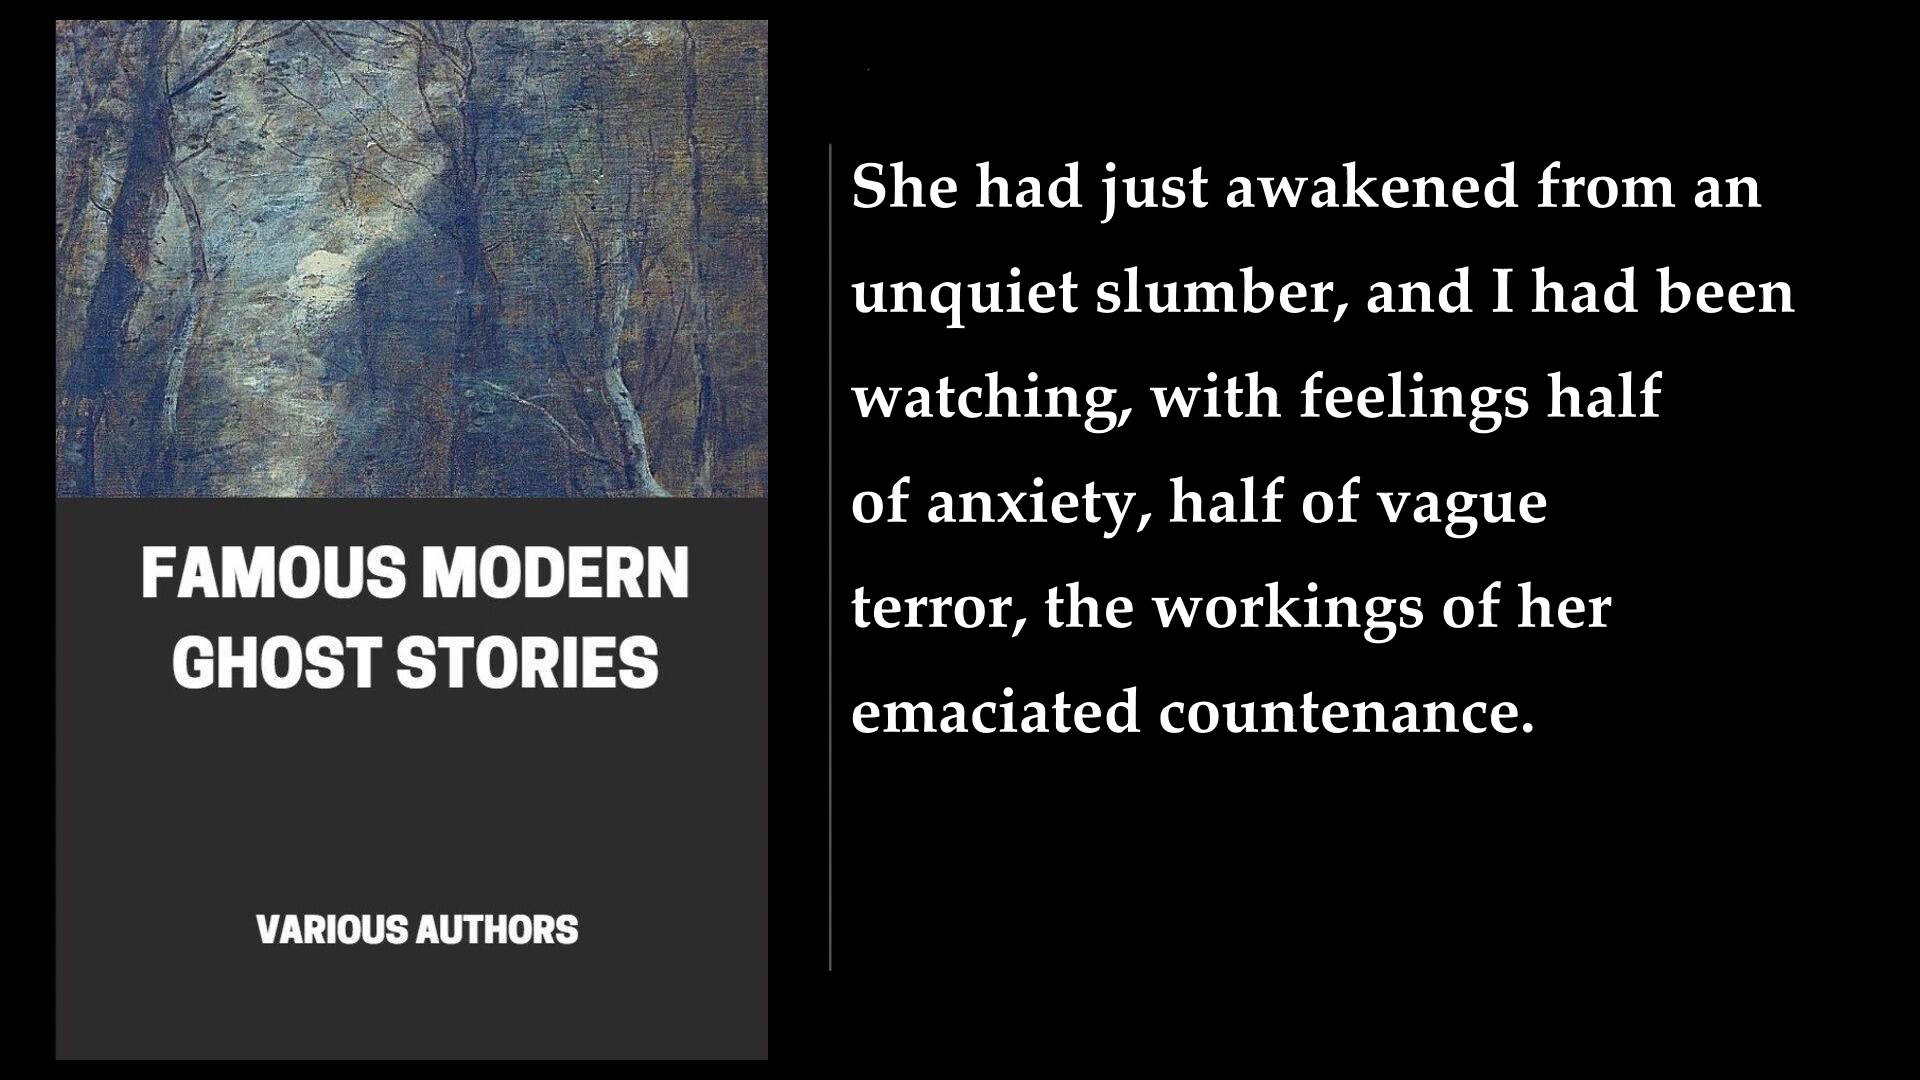 FAMOUS MODERN
GHOST STORIES
VARIOUS AUTHORS
She had just awakened from an
unquiet slumber, and I had been
watching, with feelings half
of anxiety, half of vague
terror, the workings of her
emaciated countenance.